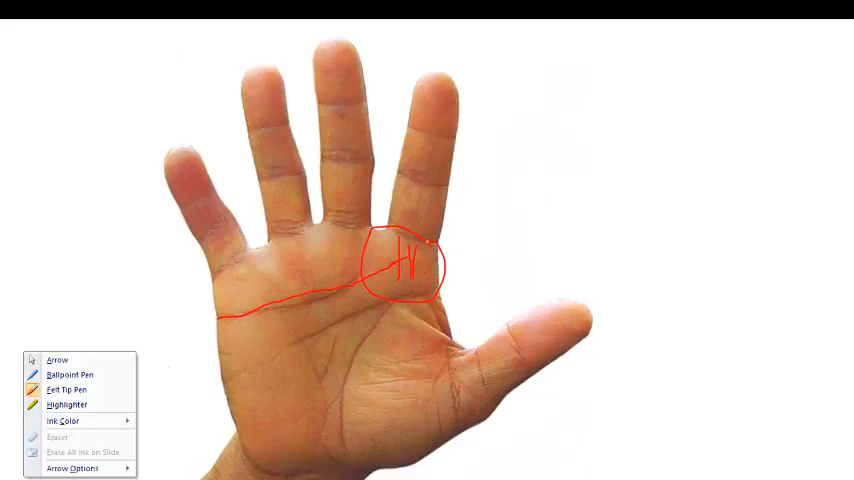 Arrow
Ballpoint Pen
Felt Tip Pen
Highlighter
Ink Color
Eraser
Erase All Ink on Slide
Arrow Options